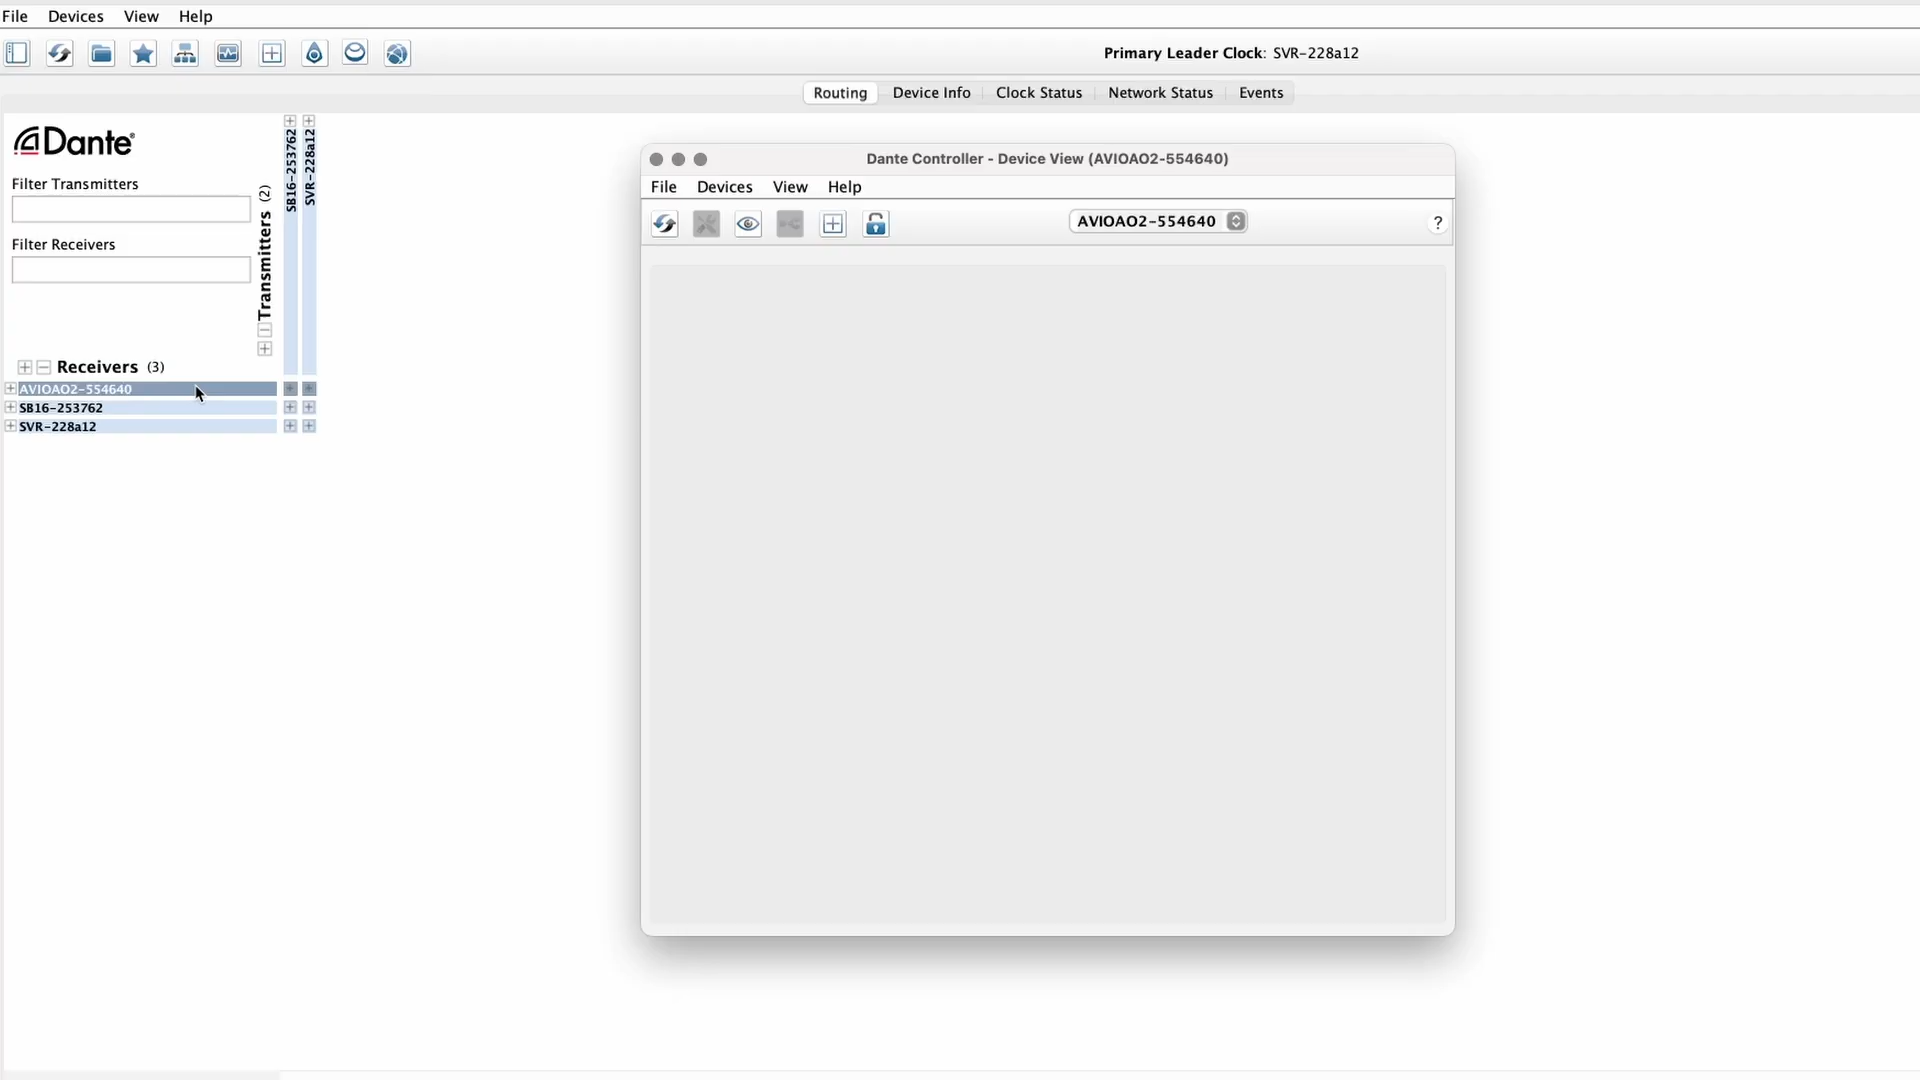 File Devices View Help
Primary Leader Clock: SVR-228a12
Routing Device Info Clock Status Network Status Events
Dante
Filter Transmitters
Filter Receivers
Transmitters (2)
SB16-253762
SVR-228a12
Receivers (3)
AVIOAO2-554640
SB16-253762
SVR-228a12
Dante Controller - Device View (AVIOAO2-554640)
File Devices View Help
AVIOAO2-554640
?